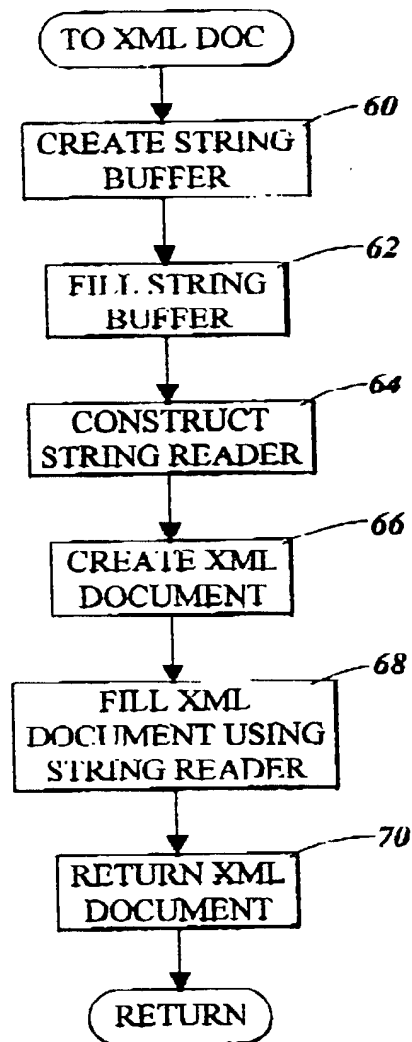 TO XML DOC
60
CREATE STRING
BUFFER
62
FILL STRING
BUFFER
64
CONSTRUCT
STRING READER
66
CREATE XML
DOCUMENT
68
FILL XML
DOCUMENT USING
STRING READER
70
RETURN XML
DOCUMENT
RETURN